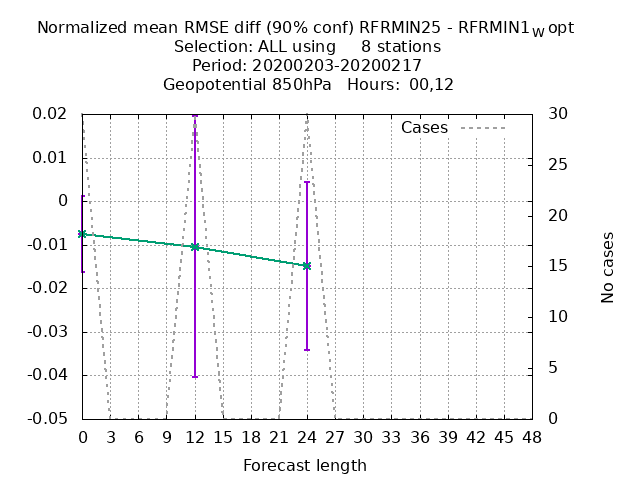 Normalized mean RMSE diff (90% conf) RFRMIN25 - RFRMIN1Wopt
Selection: ALL using 8 stations
Period: 20200203-20200217
Geopotential 850hPa Hours: 00,12
Cases
0.02
0.01
0
-0.01
-0.02
-0.03
-0.04
-0.05
30
25
20
15
10
5
0
No cases
0 3 6 9 12 15 18 21 24 27 30 33 36 39 42 45 48
Forecast length